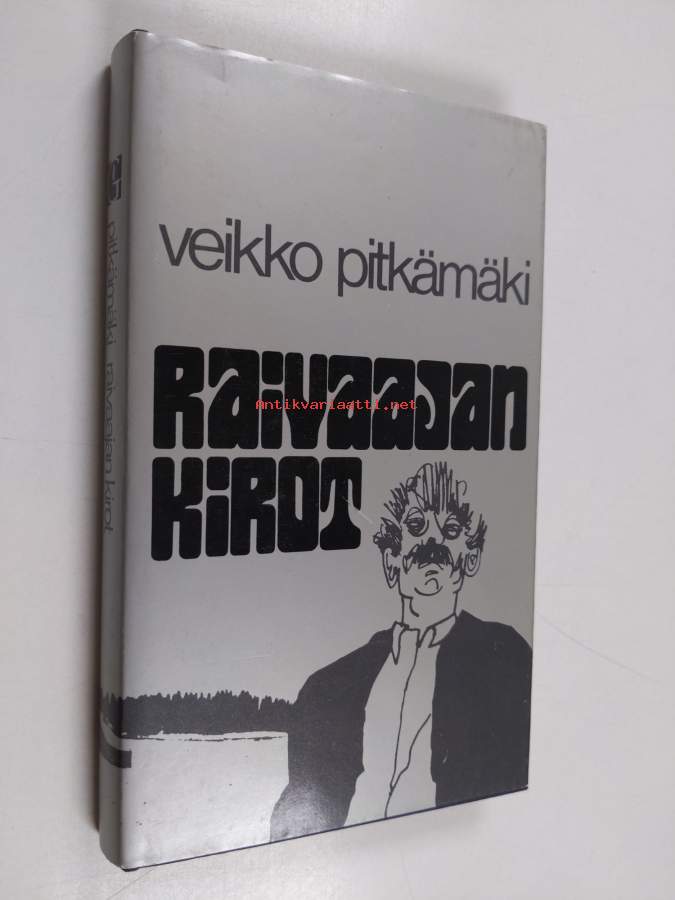 veikko pitkämäki
Raivaajan
Kirot
Antikvariaatti.net
pitkämäki raivaajan kirot